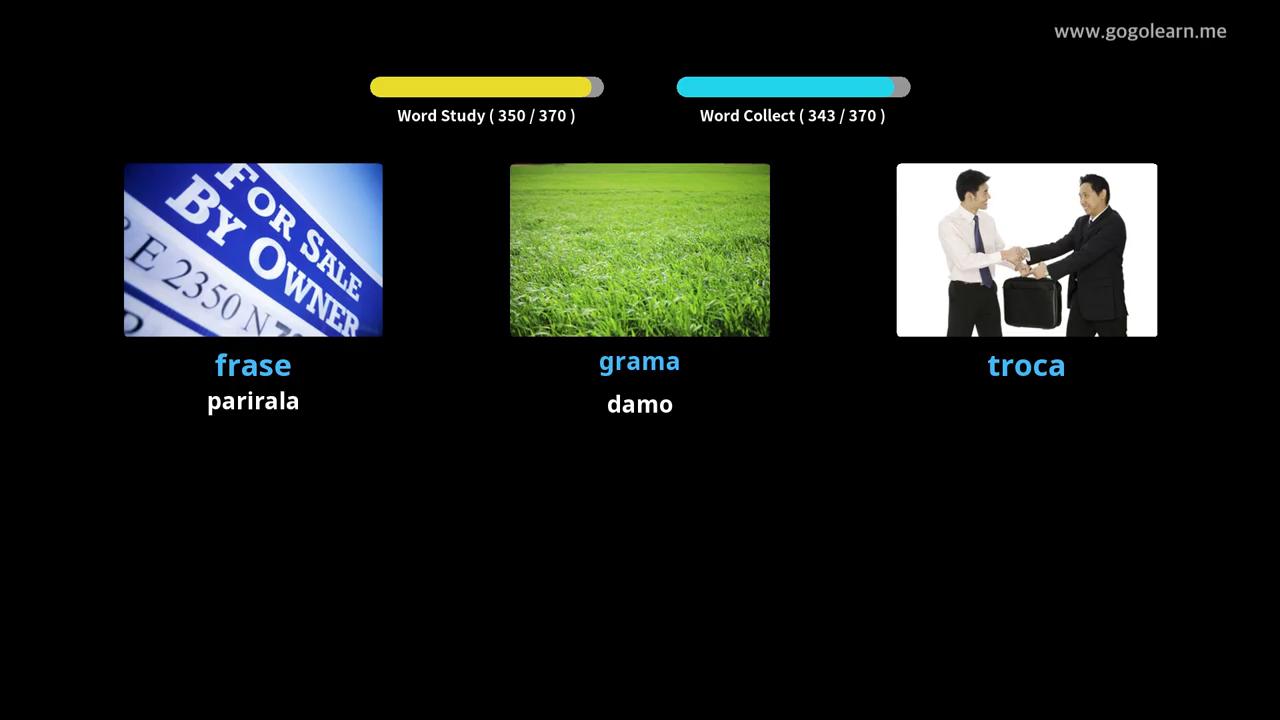 www.gogolearn.me
Word Study ( 350 / 370 )
Word Collect ( 343 / 370 )
FOR SALE
BY OWNER
E 2350 N
frase
grama
troca
parirala
damo